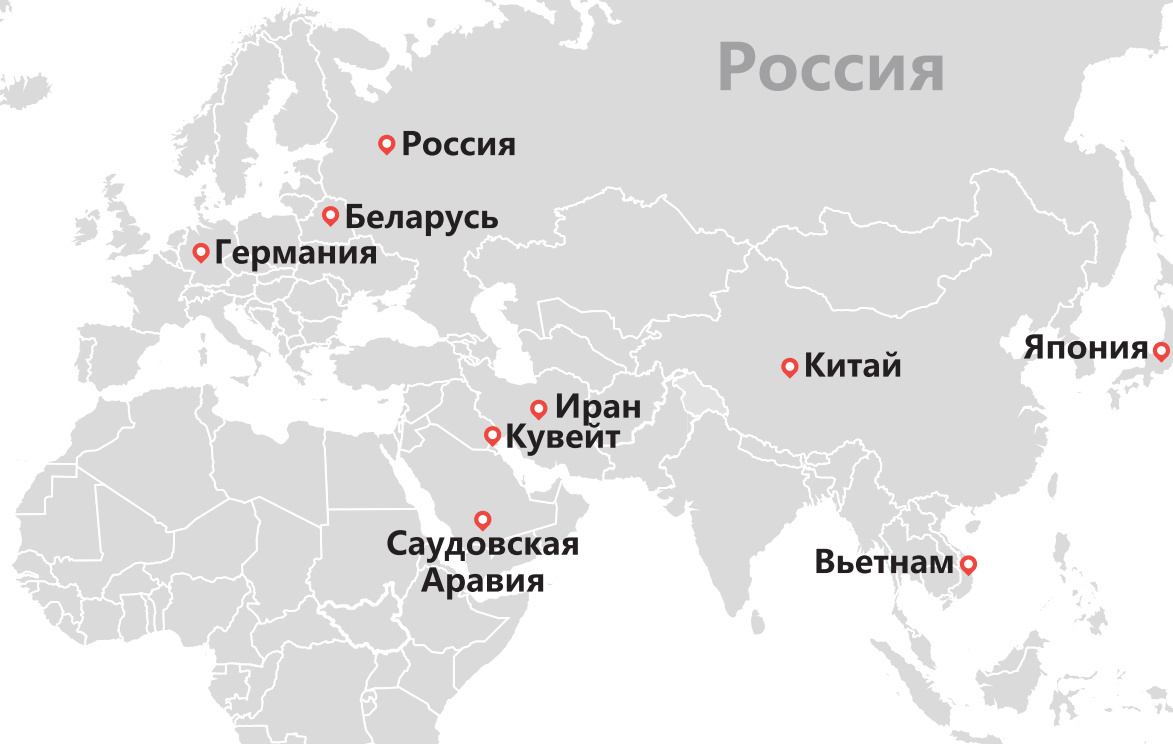 Россия
Россия
Беларусь
Германия
Япония
Китай
Иран
Кувейт
Саудовская
Аравия
Вьетнам